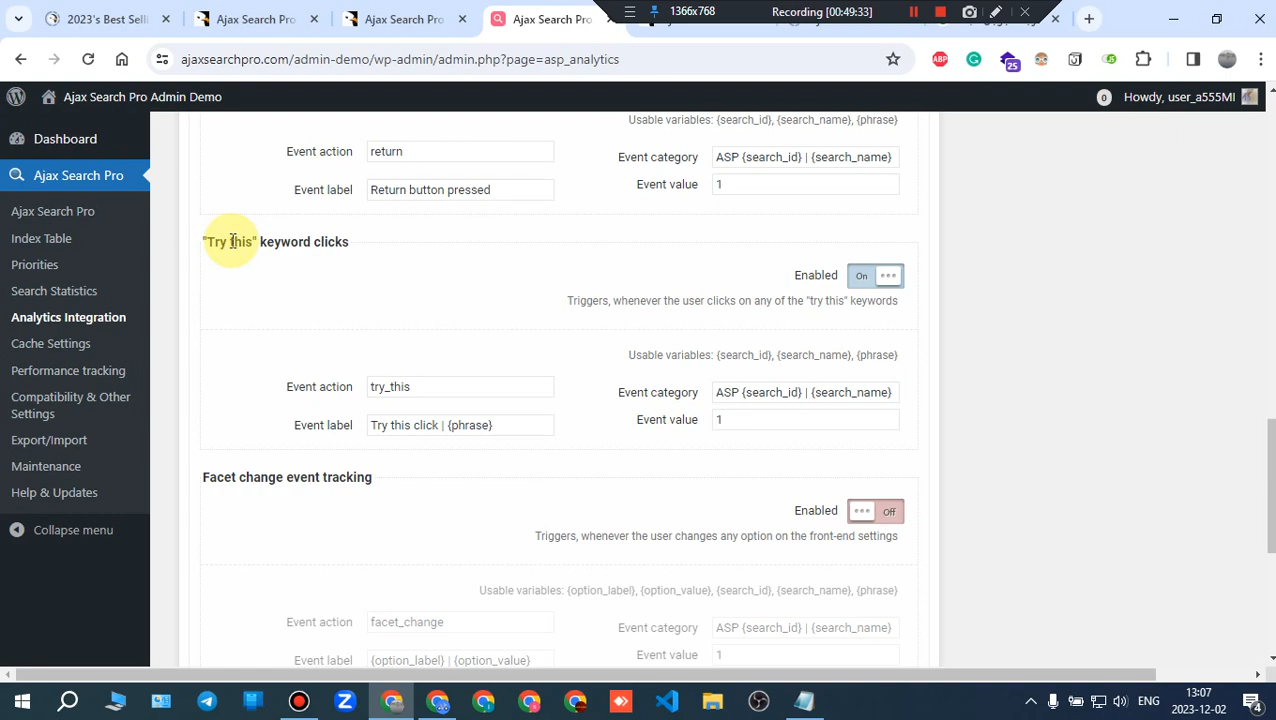 1366x768
Recording [00:49:33]
2023's Best Selli
Ajax Search Pro
Ajax Search Pro
Ajax Search Pro
ajaxsearchpro.com/admin-demo/wp-admin/admin.php?page=asp_analytics
25
Ajax Search Pro Admin Demo
0
Howdy, user_a555MI
Dashboard
Ajax Search Pro
Ajax Search Pro
Index Table
Priorities
Search Statistics
Analytics Integration
Cache Settings
Performance tracking
Compatibility & Other
Settings
Export/Import
Maintenance
Help & Updates
Collapse menu
Usable variables: {search_id}, {search_name}, {phrase}
Event action return
Event category ASP {search_id} | {search_name}
Event label Return button pressed
Event value 1
"Try this" keyword clicks
Enabled On
Triggers, whenever the user clicks on any of the "try this" keywords
Usable variables: {search_id}, {search_name}, {phrase}
Event action try_this
Event category ASP {search_id} | {search_name}
Event label Try this click | {phrase}
Event value 1
Facet change event tracking
Enabled Off
Triggers, whenever the user changes any option on the front-end settings
Usable variables: {option_label}, {option_value}, {search_id}, {search_name}, {phrase}
Event action facet_change
Event category ASP {search_id} | {search_name}
Event label {option_label} | {option_value}
Event value 1
ENG
13:07
2023-12-02
4